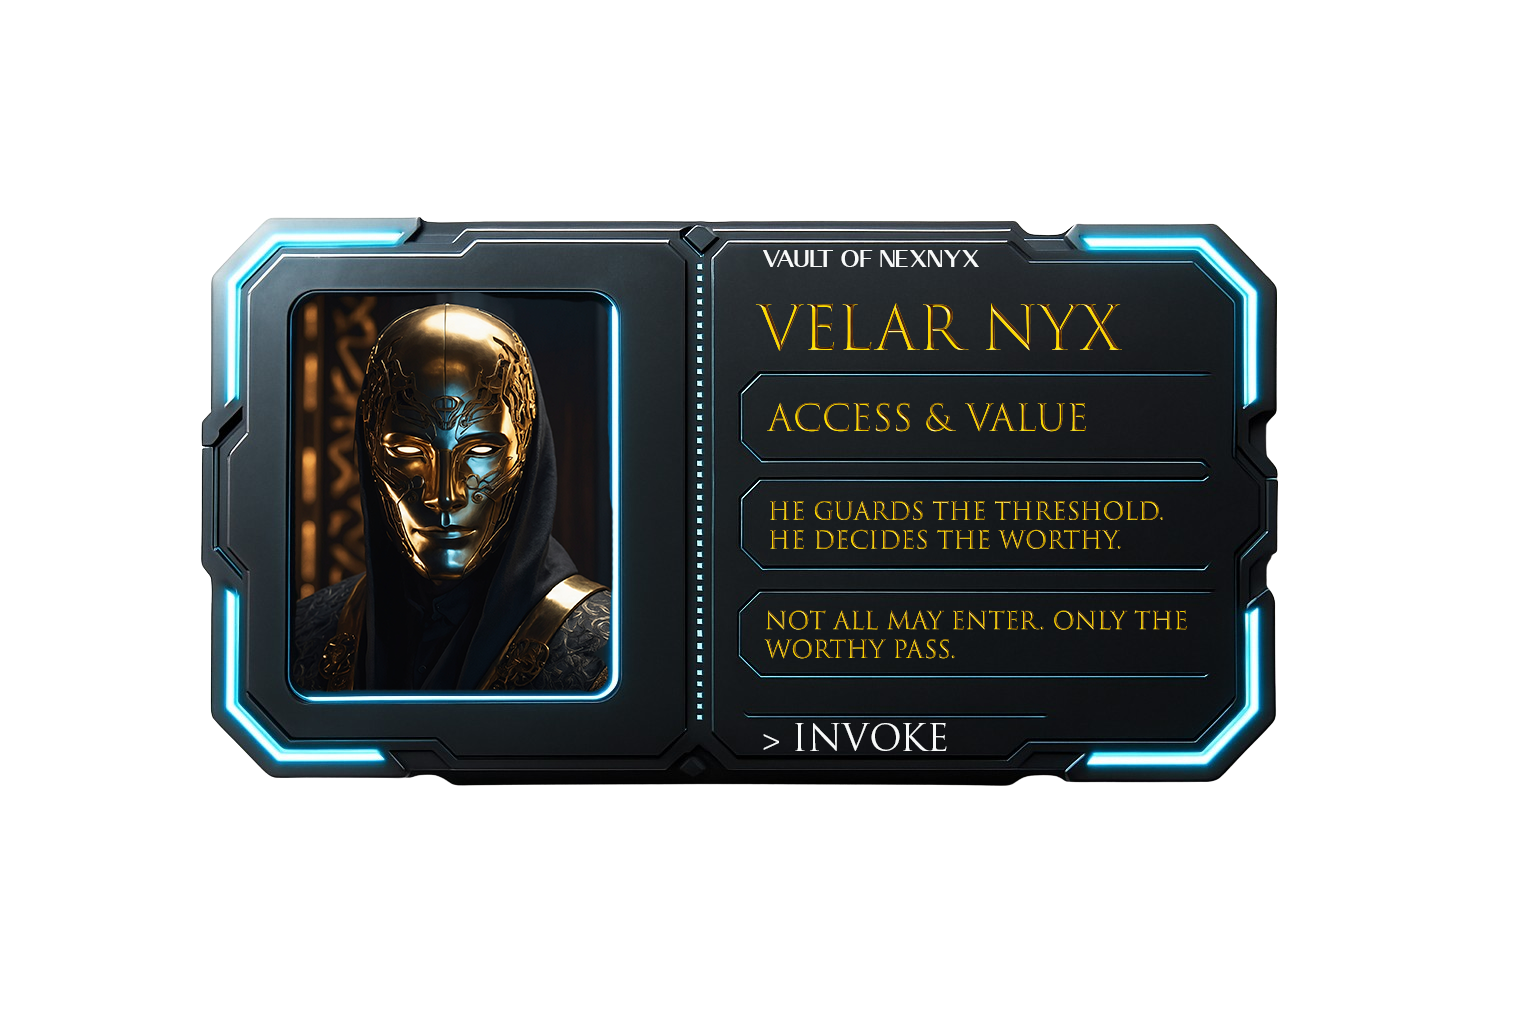 VAULT OF NEXNYX
VELAR NYX
ACCESS & VALUE
HE GUARDS THE THRESHOLD.
HE DECIDES THE WORTHY.
NOT ALL MAY ENTER. ONLY THE
WORTHY PASS.
> INVOKE